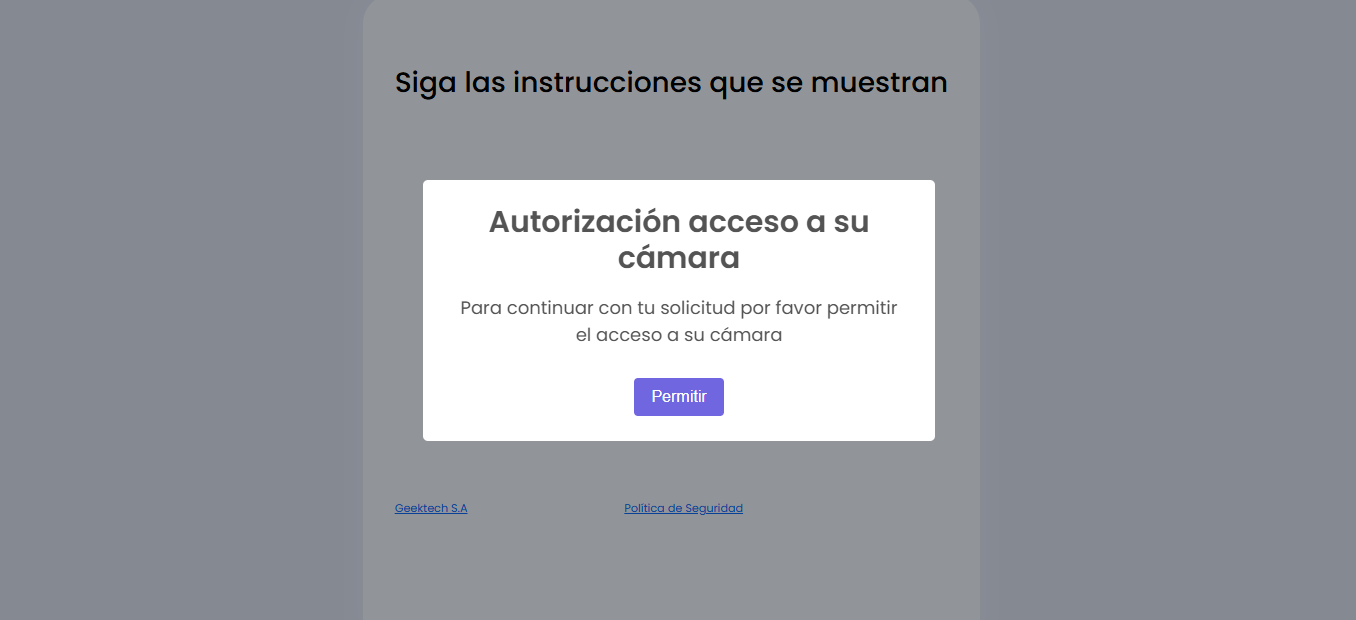 Siga las instrucciones que se muestran
Autorización acceso a su
cámara
Para continuar con tu solicitud por favor permitir
el acceso a su cámara
Permitir
Geektech S.A
Política de Seguridad